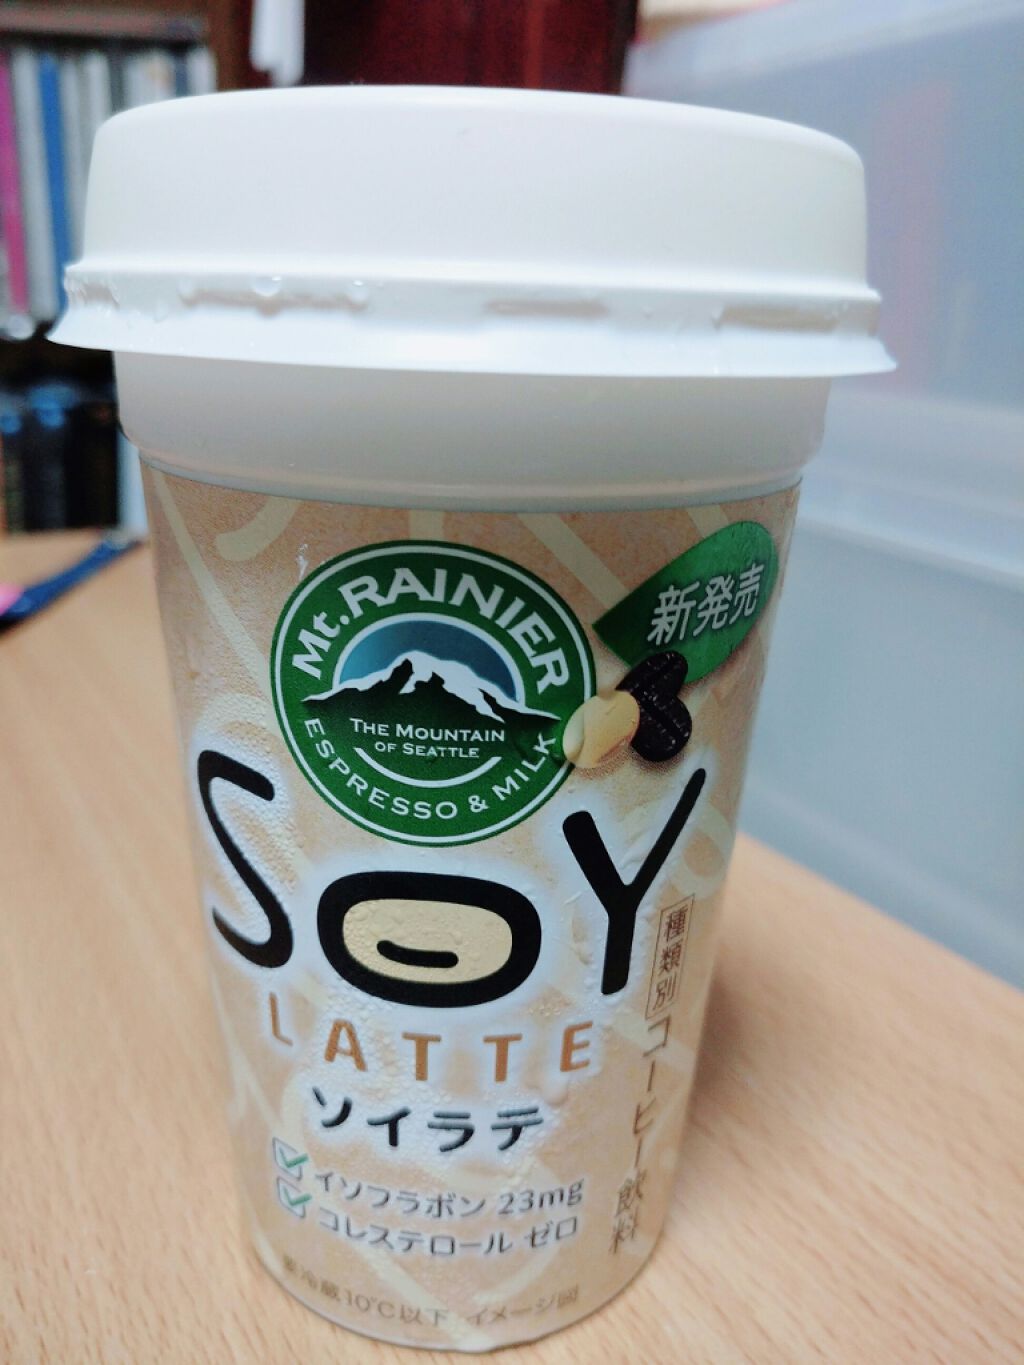 Mt. RAINIER
THE MOUNTAIN
OF SEATTLE
ESPRESSO & MILK
新発売
SOY
LATTE
ソイラテ
イソフラボン 23mg
コレステロール ゼロ
種類別 コーヒー飲料
要冷蔵10℃以下 イメージ図